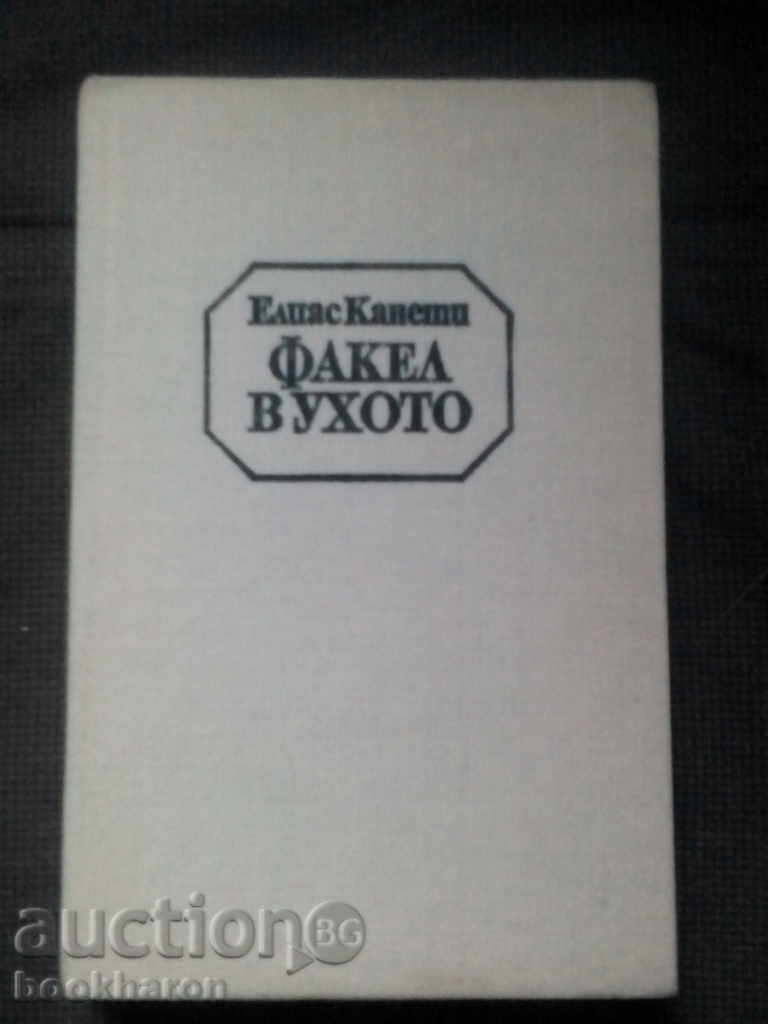 Елиас Канети
ФАКЕЛ
В УХОТО
auction BG
bookharon